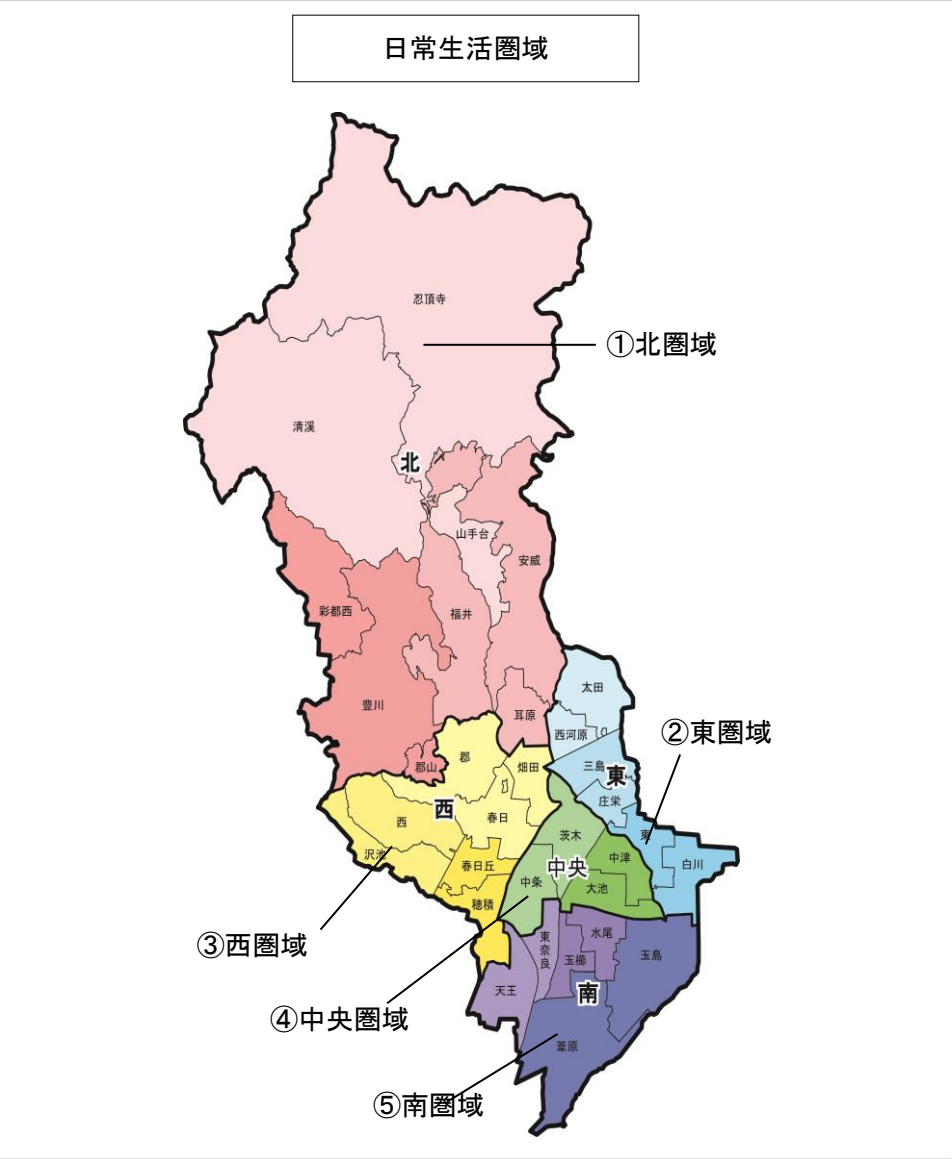 日常生活圏域
忍頂寺
①北圏域
清溪
北
山手台
安威
彩都西
福井
太田
豊川
耳原
西河原
②東圏域
郡
郡山
畑田
三島
東
庄栄
西
西
春日
茨木
東
沢池
春日丘
中央
中津
白川
中条
大池
穂積
③西圏域
東奈良
水尾
玉櫛
玉島
天王
南
④中央圏域
葦原
⑤南圏域